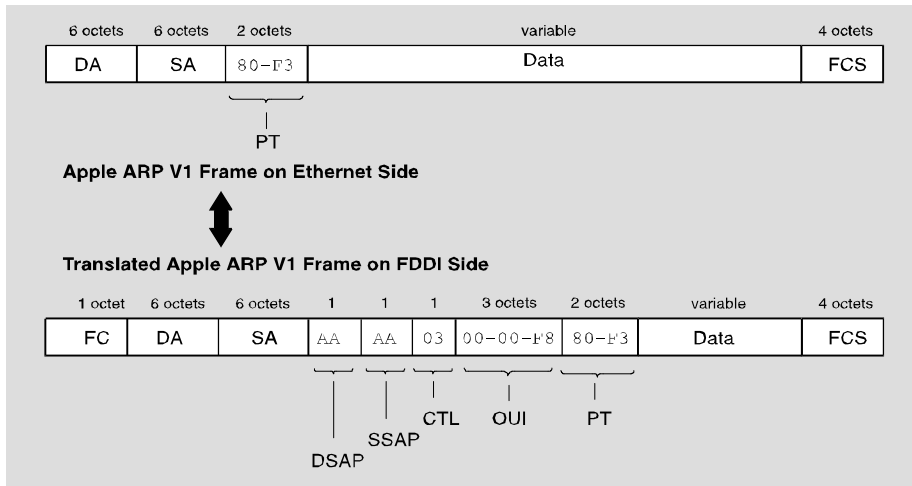 6 octets 6 octets 2 octets variable 4 octets
DA SA 80-F3 Data FCS
PT
Apple ARP V1 Frame on Ethernet Side
Translated Apple ARP V1 Frame on FDDI Side
1 octet 6 octets 6 octets 1 1 1 3 octets 2 octets variable 4 octets
FC DA SA AA AA 03 00-00-F8 80-F3 Data FCS
CTL OUI PT
SSAP
DSAP